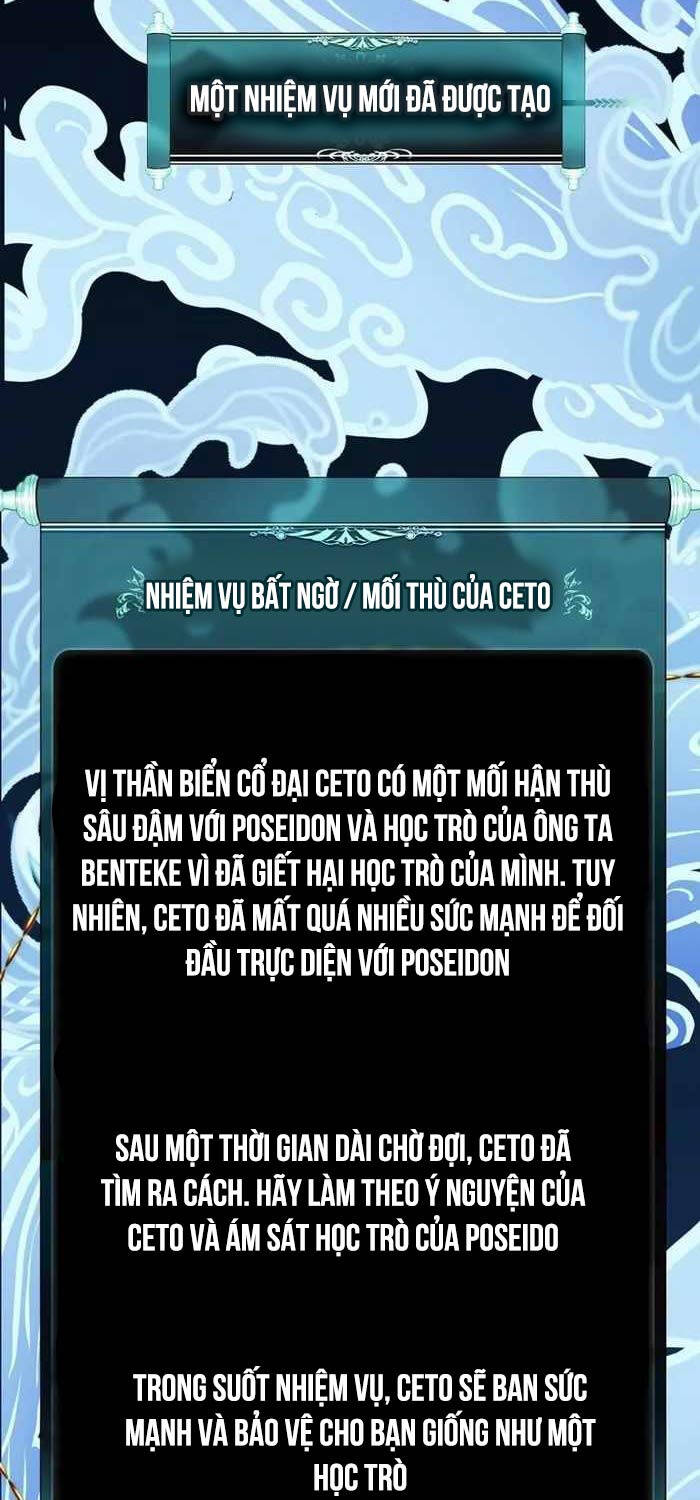 MỘT NHIỆM VỤ MỚI ĐÃ ĐƯỢC TẠO
NHIỆM VỤ BẤT NGỜ / MỐI THÙ CỦA CETO
VỊ THẦN BIỂN CỔ ĐẠI CETO CÓ MỘT MỐI HẬN THÙ
SÂU ĐẬM VỚI POSEIDON VÀ HỌC TRÒ CỦA ÔNG TA
BENTEKE VÌ ĐÃ GIẾT HẠI HỌC TRÒ CỦA MÌNH. TUY
NHIÊN, CETO ĐÃ MẤT QUÁ NHIỀU SỨC MẠNH ĐỂ ĐỐI
ĐẦU TRỰC DIỆN VỚI POSEIDON
SAU MỘT THỜI GIAN DÀI CHỜ ĐỢI, CETO ĐÃ
TÌM RA CÁCH. HÃY LÀM THEO Ý NGUYỆN CỦA
CETO VÀ ÁM SÁT HỌC TRÒ CỦA POSEIDO
TRONG SUỐT NHIỆM VỤ, CETO SẼ BAN SỨC
MẠNH VÀ BẢO VỆ CHO BẠN GIỐNG NHƯ MỘT
HỌC TRÒ